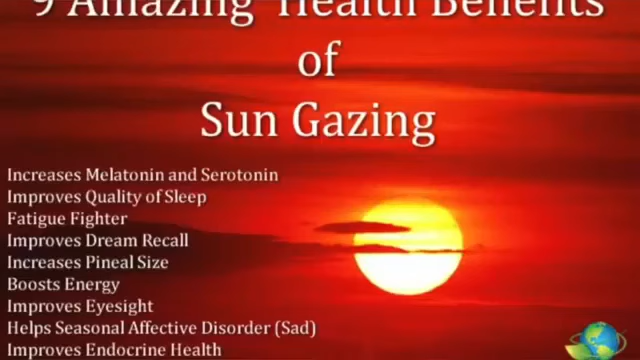 9 Amazing Health Benefits
of
Sun Gazing
Increases Melatonin and Serotonin
Improves Quality of Sleep
Fatigue Fighter
Improves Dream Recall
Increases Pineal Size
Boosts Energy
Improves Eyesight
Helps Seasonal Affective Disorder (Sad)
Improves Endocrine Health